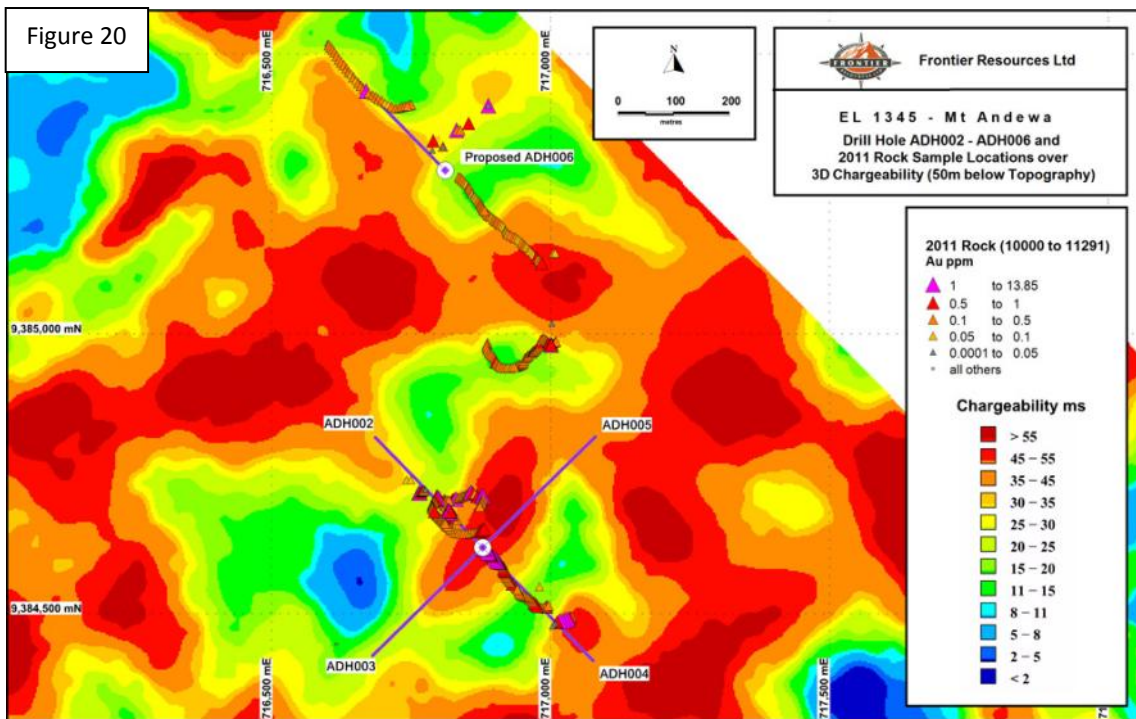 Figure 20
716,500 mE
717,000 mE
N
0 100 200
metres
FRONTIER
Frontier Resources Ltd
EL 1345 - Mt Andewa
Drill Hole ADH002 - ADH006 and
2011 Rock Sample Locations over
3D Chargeability (50m below Topography)
Proposed ADH006
2011 Rock (10000 to 11291)
Au ppm
1 to 13.85
0.5 to 1
0.1 to 0.5
0.05 to 0.1
0.0001 to 0.05
all others
9,385,000 mN
Chargeability ms
> 55
45 – 55
35 – 45
30 – 35
25 – 30
20 – 25
15 – 20
11 – 15
8 – 11
5 – 8
2 – 5
< 2
ADH002
ADH005
9,384,500 mN
ADH003
ADH004
716,500 mE
717,000 mE
717,500 mE